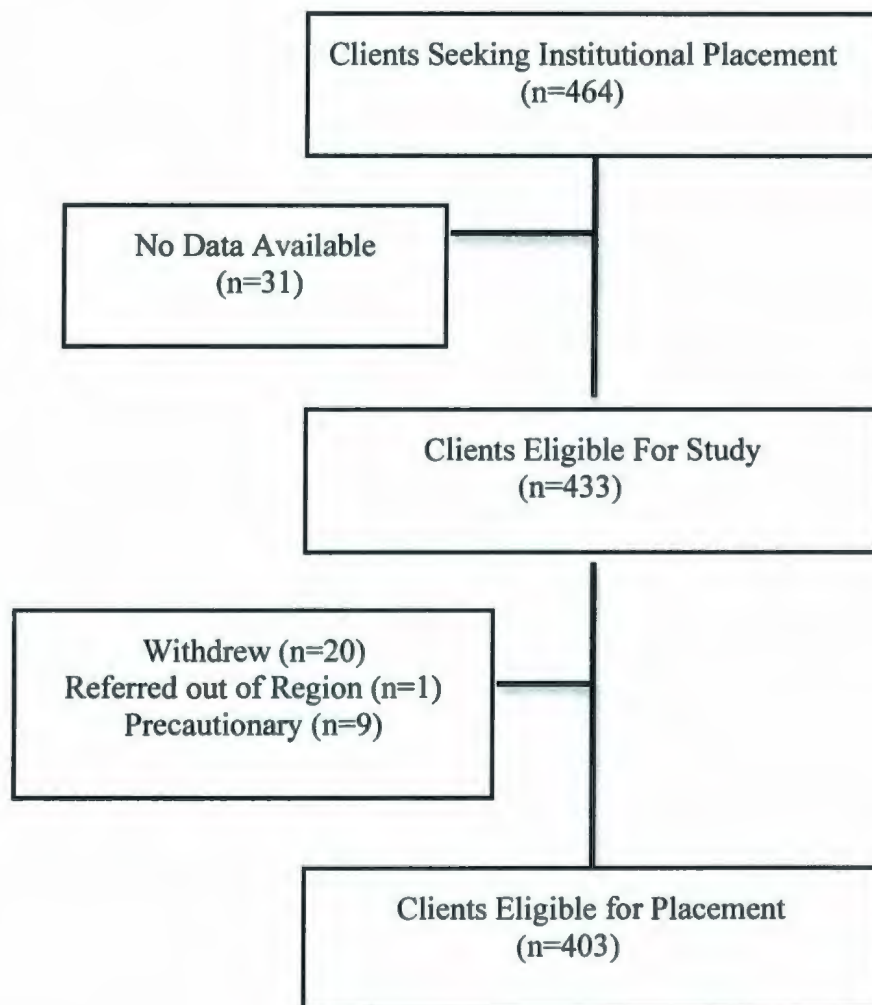 Clients Seeking Institutional Placement
(n=464)
No Data Available
(n=31)
Clients Eligible For Study
(n=433)
Withdrew (n=20)
Referred out of Region (n=1)
Precautionary (n=9)
Clients Eligible for Placement
(n=403)